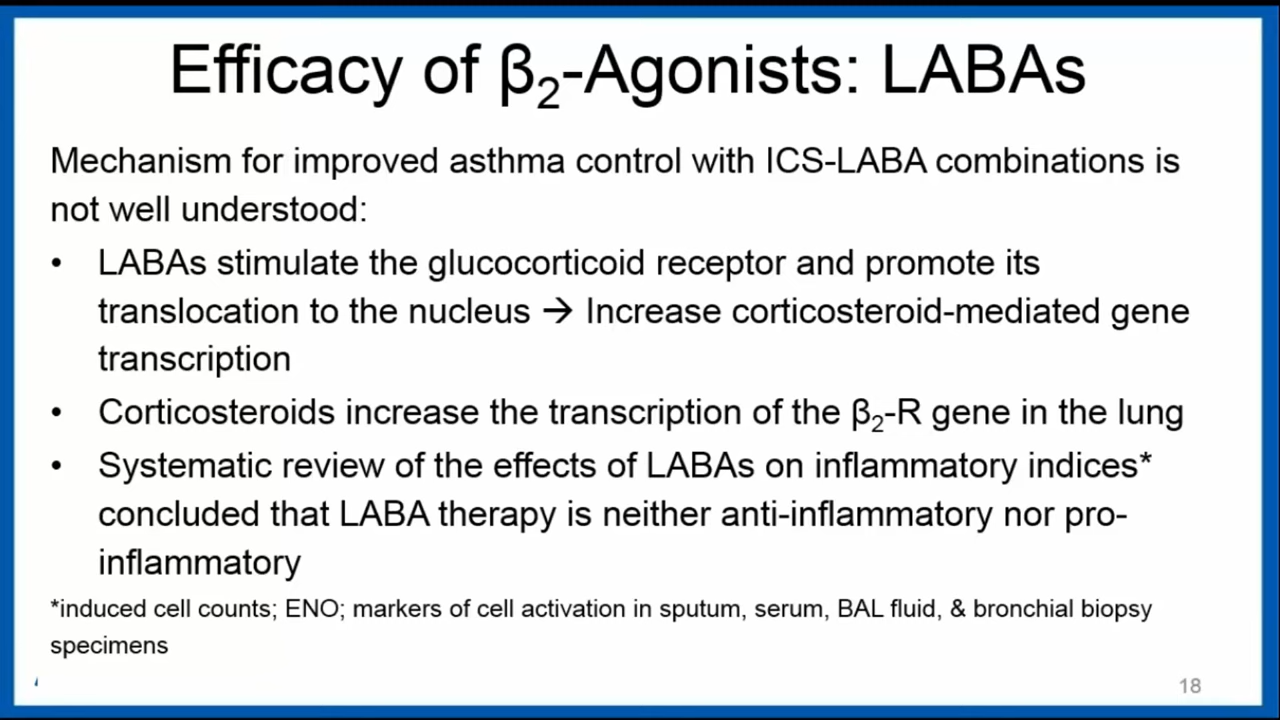 Efficacy of β₂-Agonists: LABAs
Mechanism for improved asthma control with ICS-LABA combinations is
not well understood:
• LABAs stimulate the glucocorticoid receptor and promote its
translocation to the nucleus → Increase corticosteroid-mediated gene
transcription
• Corticosteroids increase the transcription of the β₂-R gene in the lung
• Systematic review of the effects of LABAs on inflammatory indices*
concluded that LABA therapy is neither anti-inflammatory nor pro-
inflammatory
*induced cell counts; ENO; markers of cell activation in sputum, serum, BAL fluid, & bronchial biopsy
specimens
18